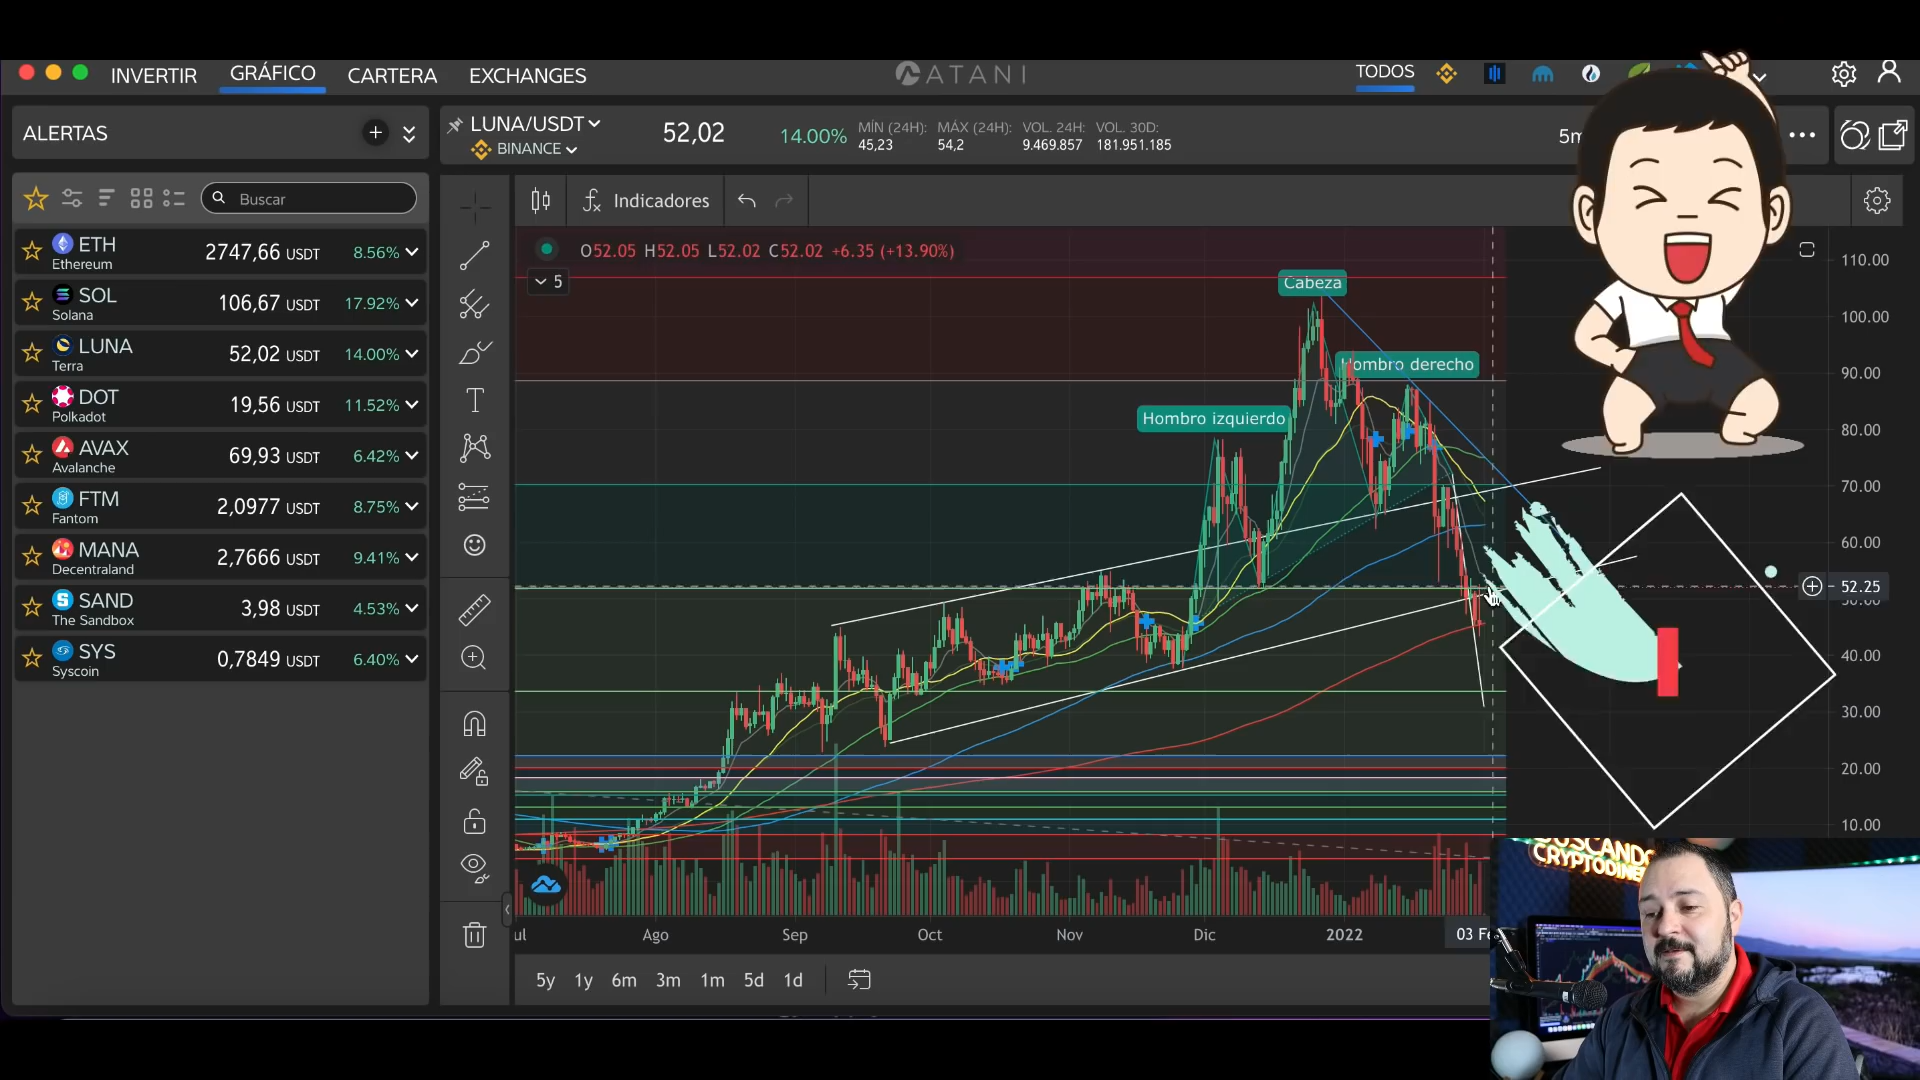 INVERTIR GRÁFICO CARTERA EXCHANGES
ATANI
TODOS
ALERTAS
LUNA/USDT
BINANCE
52,02
14.00%
MÍN (24H):
45,23
MÁX (24H):
54,2
VOL. 24H:
9.469.857
VOL. 30D:
181.951.185
Buscar
ETH
Ethereum
2747,66 USDT
8.56%
SOL
Solana
106,67 USDT
17.92%
LUNA
Terra
52,02 USDT
14.00%
DOT
Polkadot
19,56 USDT
11.52%
AVAX
Avalanche
69,93 USDT
6.42%
FTM
Fantom
2,0977 USDT
8.75%
MANA
Decentraland
2,7666 USDT
9.41%
SAND
The Sandbox
3,98 USDT
4.53%
SYS
Syscoin
0,7849 USDT
6.40%
Indicadores
O52.05 H52.05 L52.02 C52.02 +6.35 (+13.90%)
5
Cabeza
Hombro derecho
Hombro izquierdo
110.00
100.00
90.00
80.00
70.00
60.00
52.25
40.00
30.00
20.00
10.00
Ago Sep Oct Nov Dic 2022 03
5y 1y 6m 3m 1m 5d 1d